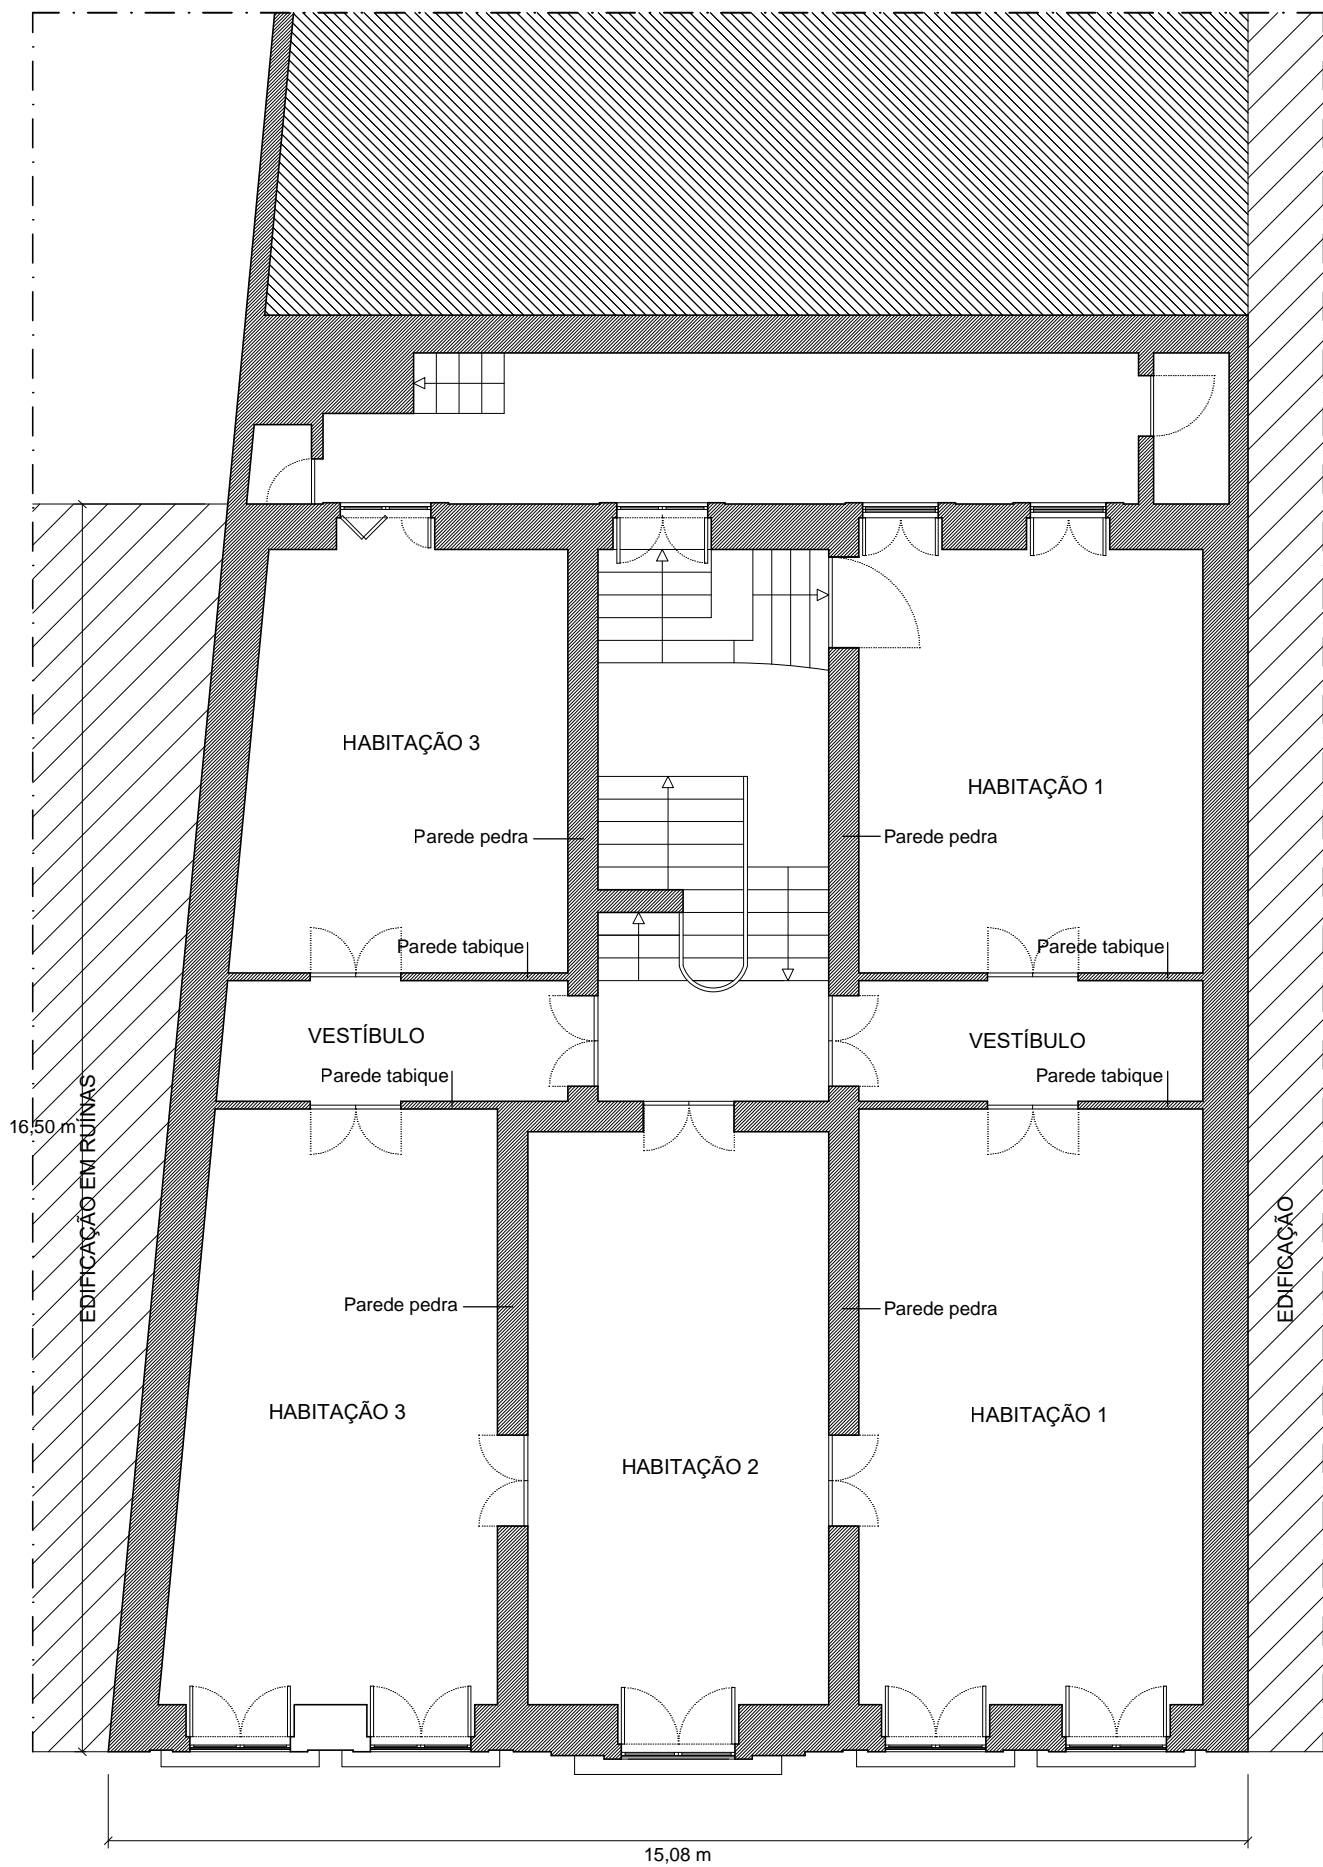 HABITAÇÃO 3
HABITAÇÃO 1
Parede pedra
Parede pedra
Parede tabique
Parede tabique
VESTÍBULO
VESTÍBULO
Parede tabique
Parede tabique
16,50 m
EDIFICAÇÃO EM RUÍNAS
EDIFICAÇÃO
Parede pedra
Parede pedra
HABITAÇÃO 3
HABITAÇÃO 1
HABITAÇÃO 2
15,08 m